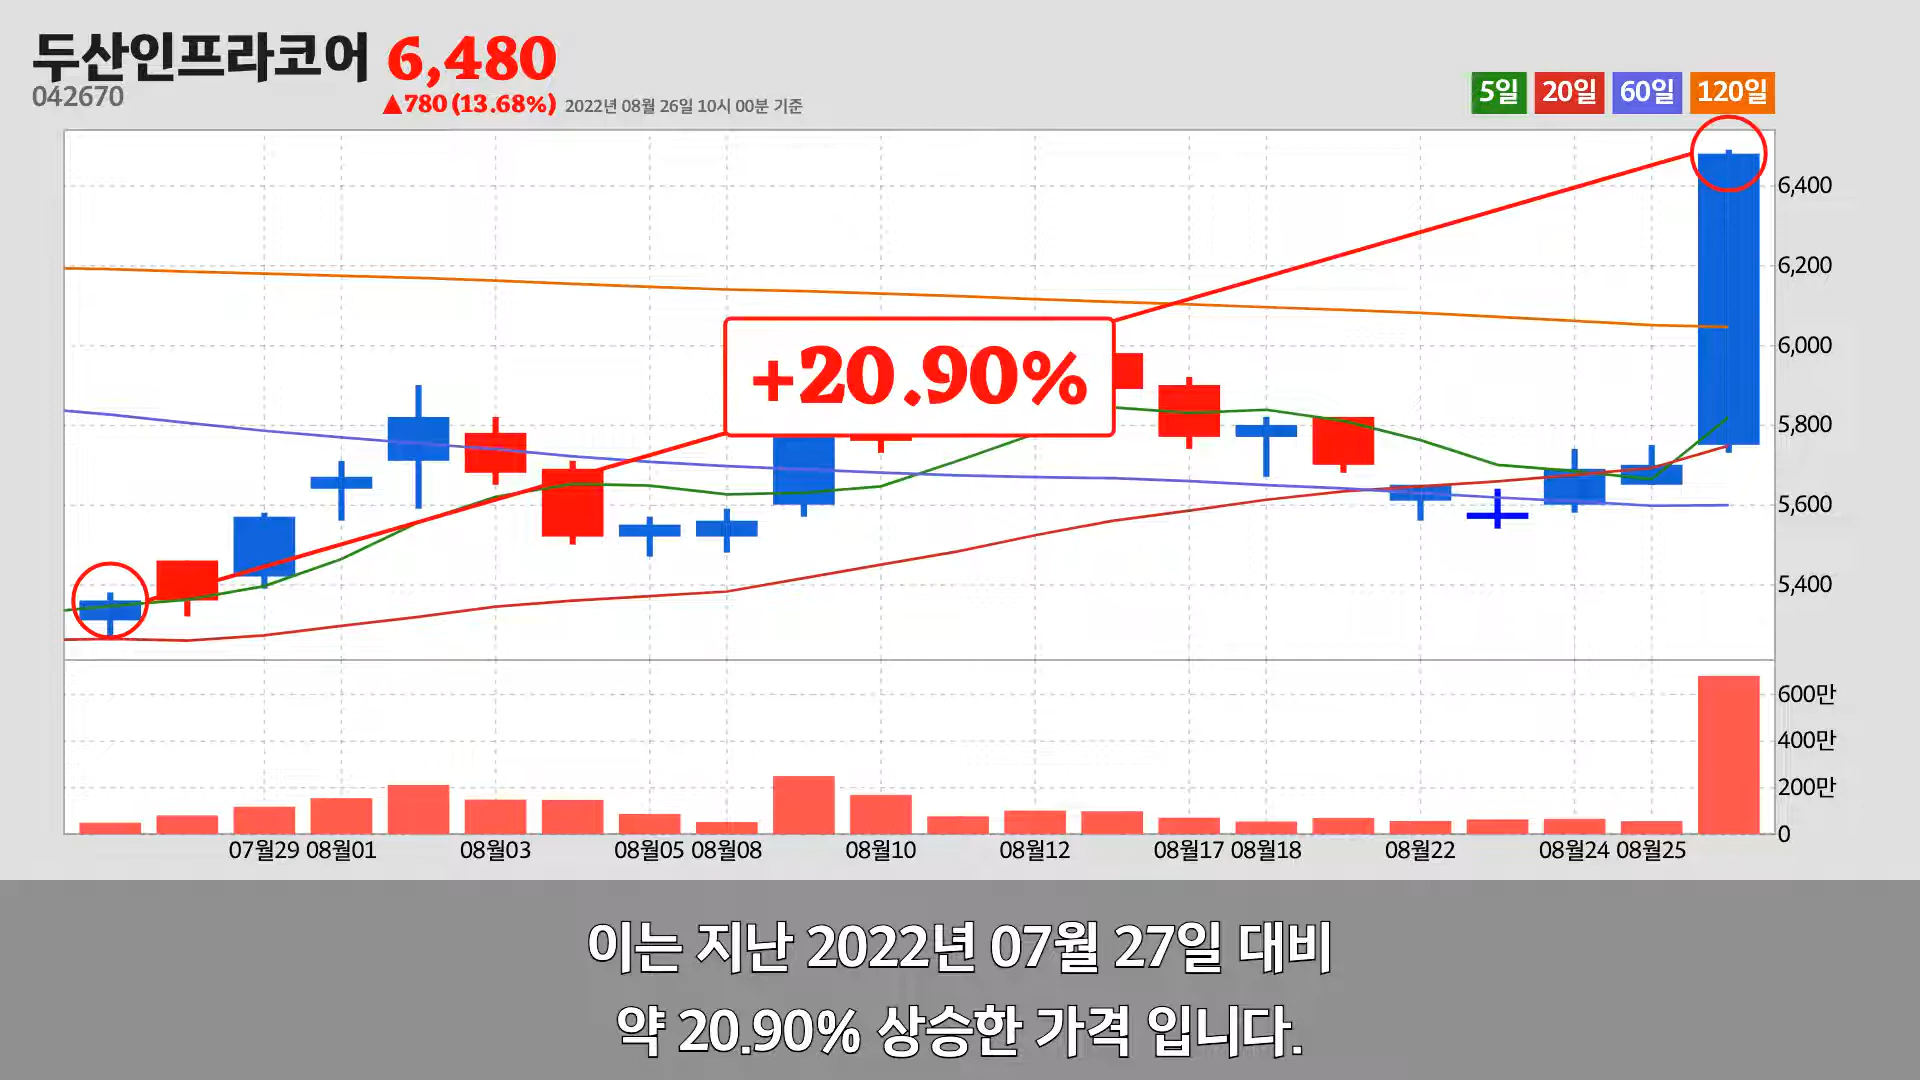 두산인프라코어 6,480
042670
▲780 (13.68%) 2022년 08월 26일 10시 00분 기준
5일 20일 60일 120일
6,400
6,200
+20.90%
6,000
5,800
5,600
5,400
600만
400만
200만
0
07월29 08월01 08월03 08월05 08월08 08월10 08월12 08월17 08월18 08월22 08월24 08월25
이는 지난 2022년 07월 27일 대비
약 20.90% 상승한 가격 입니다.